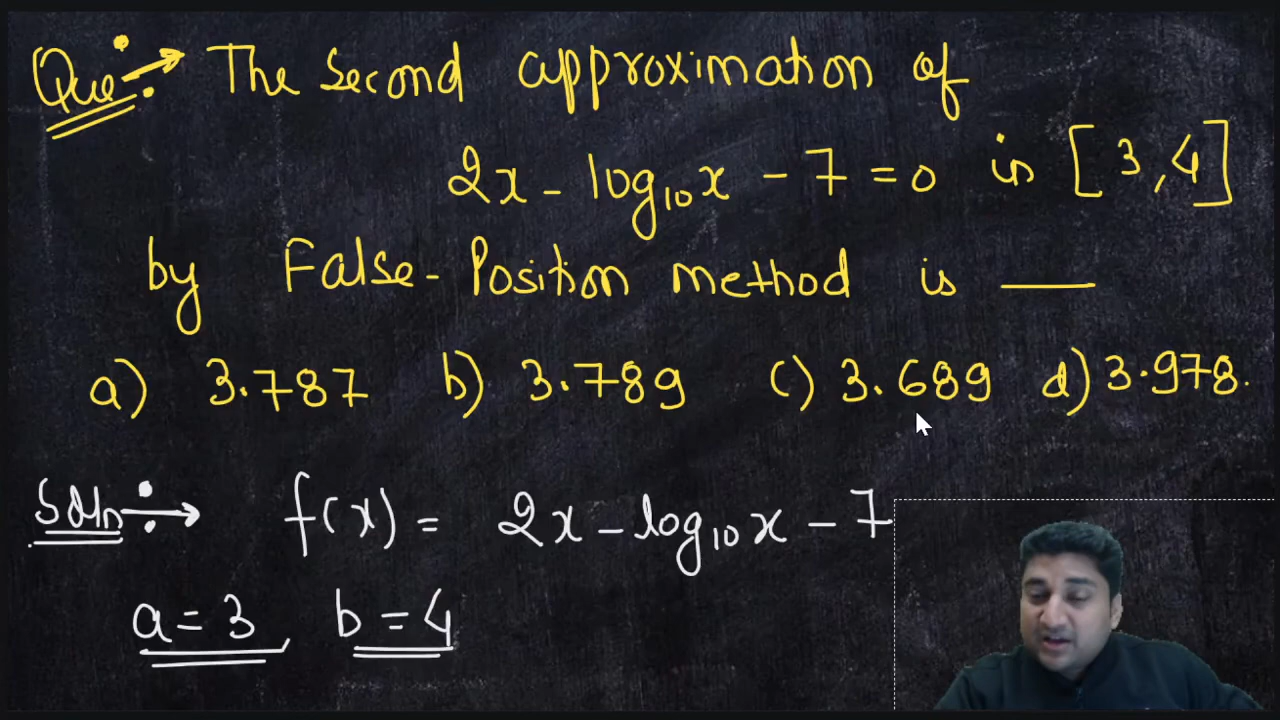 Que :→ The Second approximation of
2x - log₁₀x - 7 = 0 in [3,4]
by False-Position method is ___
a) 3.787 b) 3.789 c) 3.689 d) 3.978.
Soln :→ f(x) = 2x - log₁₀x - 7
a = 3, b = 4